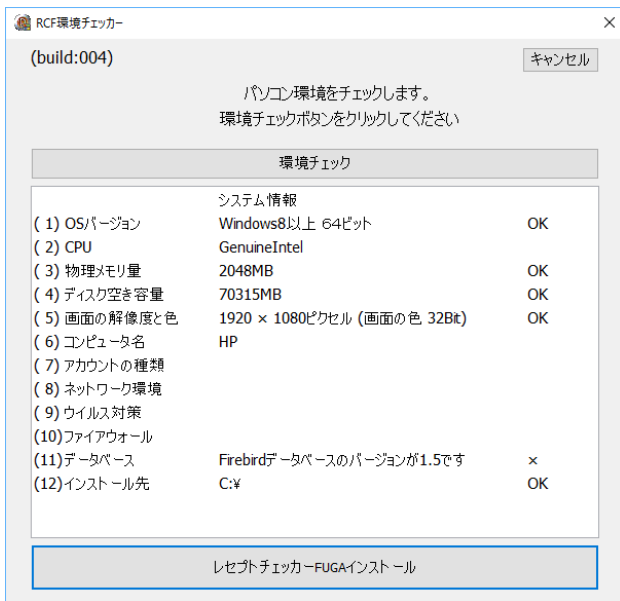 RCF環境チェッカー
(build:004)
キャンセル
パソコン環境をチェックします。
環境チェックボタンをクリックしてください
環境チェック
システム情報
( 1) OSバージョン Windows8以上 64ビット OK
( 2) CPU GenuineIntel
( 3) 物理メモリ量 2048MB OK
( 4) ディスク空き容量 70315MB OK
( 5) 画面の解像度と色 1920 × 1080ピクセル (画面の色 32Bit) OK
( 6) コンピュータ名 HP
( 7) アカウントの種類
( 8) ネットワーク環境
( 9) ウイルス対策
(10)ファイアウォール
(11)データベース Firebirdデータベースのバージョンが1.5です ×
(12)インストール先 C:¥ OK
レセプトチェッカーFUGAインストール